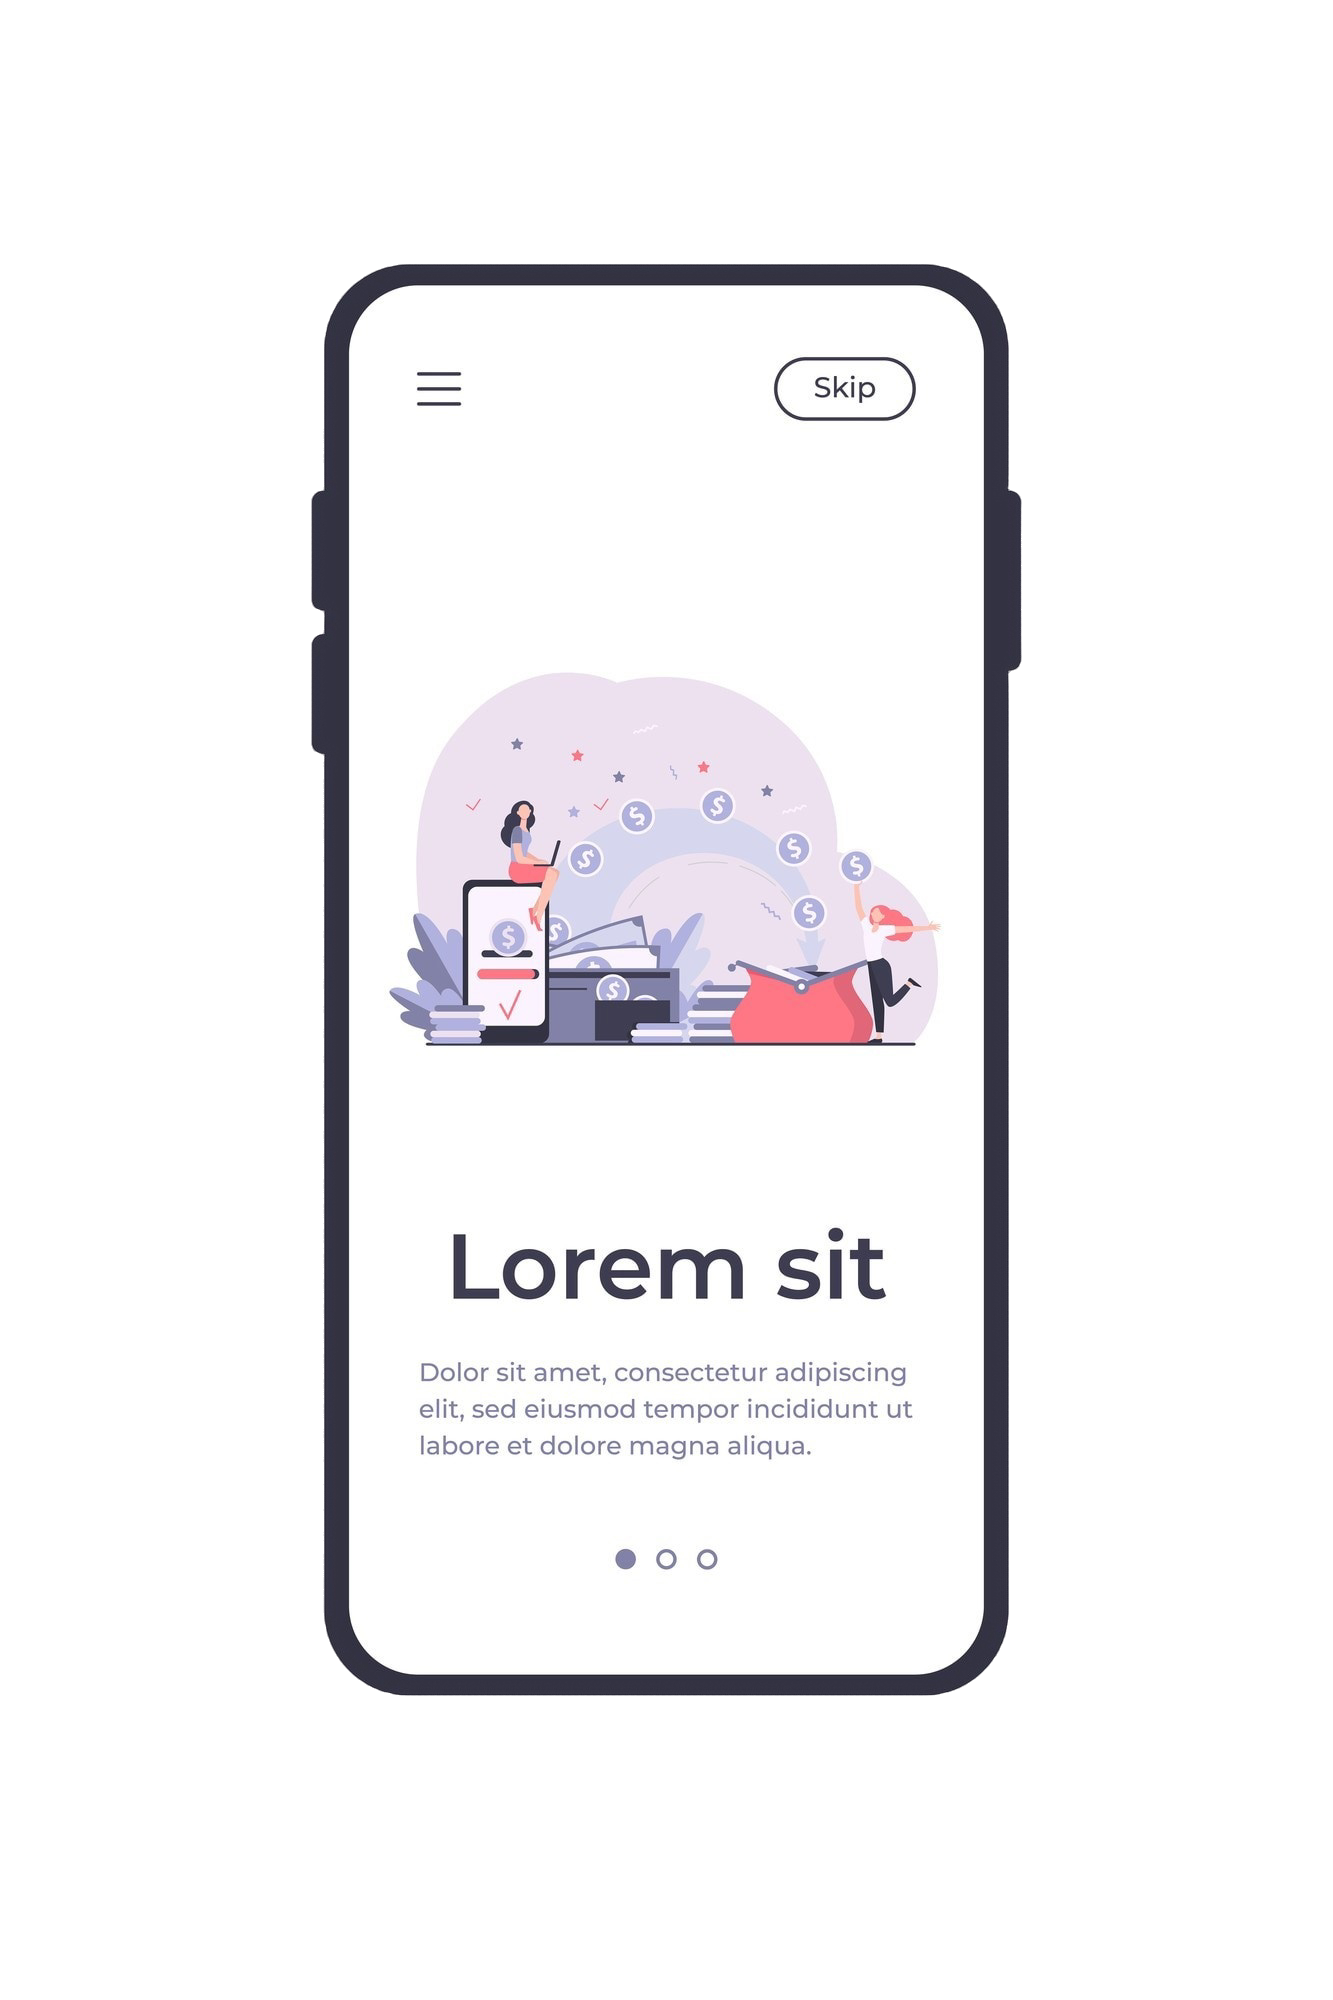 Skip
$ $ $ $ $ $ $ $ $
Lorem sit
Dolor sit amet, consectetur adipiscing
elit, sed eiusmod tempor incididunt ut
labore et dolore magna aliqua.